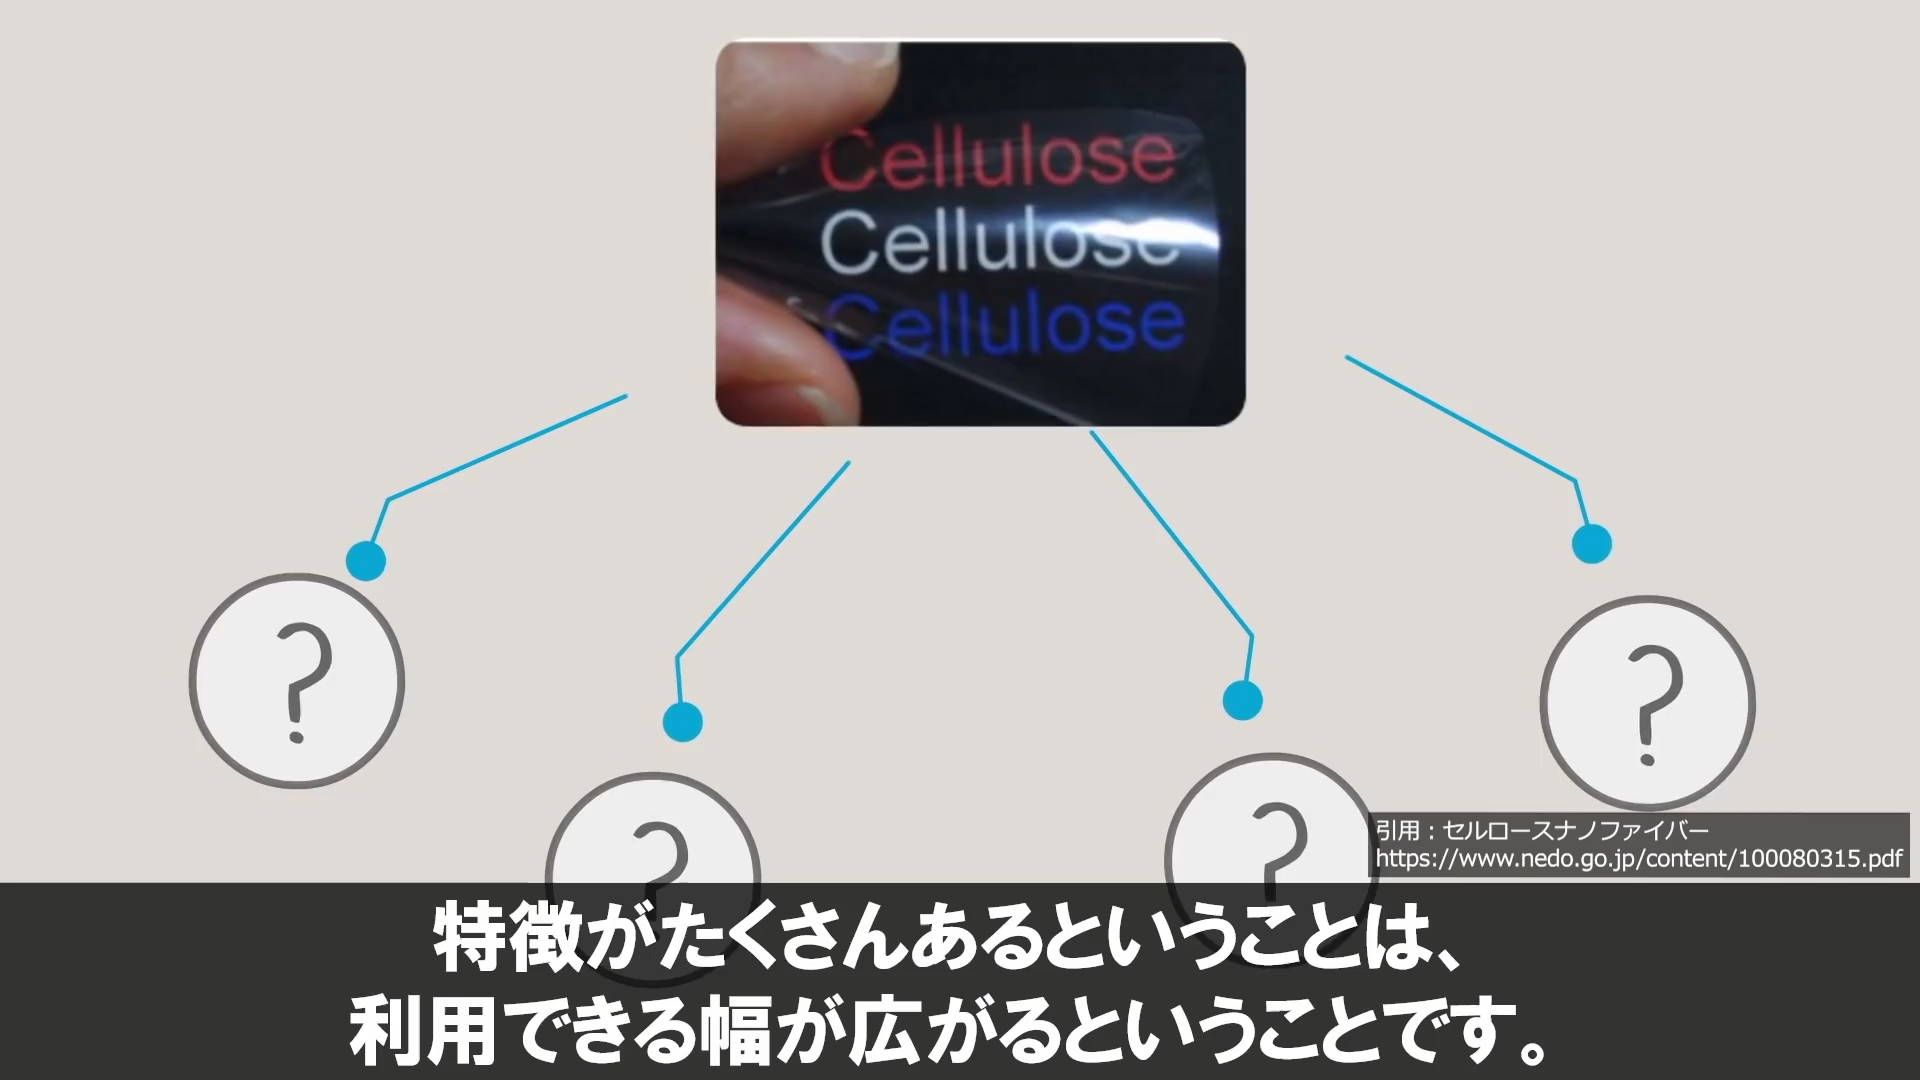 Cellulose
Cellulose
Cellulose
?
?
?
?
引用：セルロースナノファイバー
https://www.nedo.go.jp/content/100080315.pdf
特徴がたくさんあるということは、
利用できる幅が広がるということです。